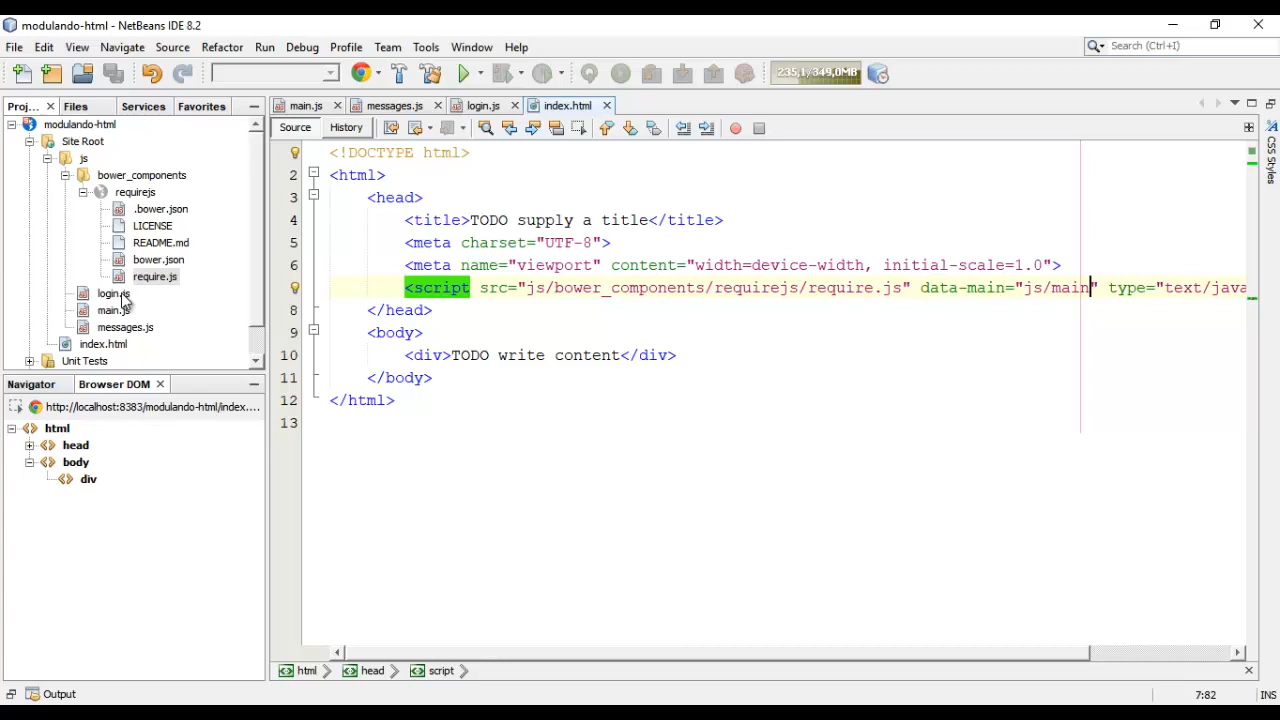 modulando-html - NetBeans IDE 8.2
File Edit View Navigate Source Refactor Run Debug Profile Team Tools Window Help
Search (Ctrl+I)
235,1/349,0MB
Proj... Files Services Favorites
main.js messages.js login.js index.html
modulando-html
Site Root
js
bower_components
requirejs
.bower.json
LICENSE
README.md
bower.json
require.js
login.js
main.js
messages.js
index.html
Unit Tests
Source History
<!DOCTYPE html>
2 <html>
3 <head>
4 <title>TODO supply a title</title>
5 <meta charset="UTF-8">
6 <meta name="viewport" content="width=device-width, initial-scale=1.0">
<script src="js/bower_components/requirejs/require.js" data-main="js/main" type="text/java
8 </head>
9 <body>
10 <div>TODO write content</div>
11 </body>
12 </html>
13
CSS Styles
Navigator Browser DOM
http://localhost:8383/modulando-html/index....
html
head
body
div
html head script
Output
7:82 INS